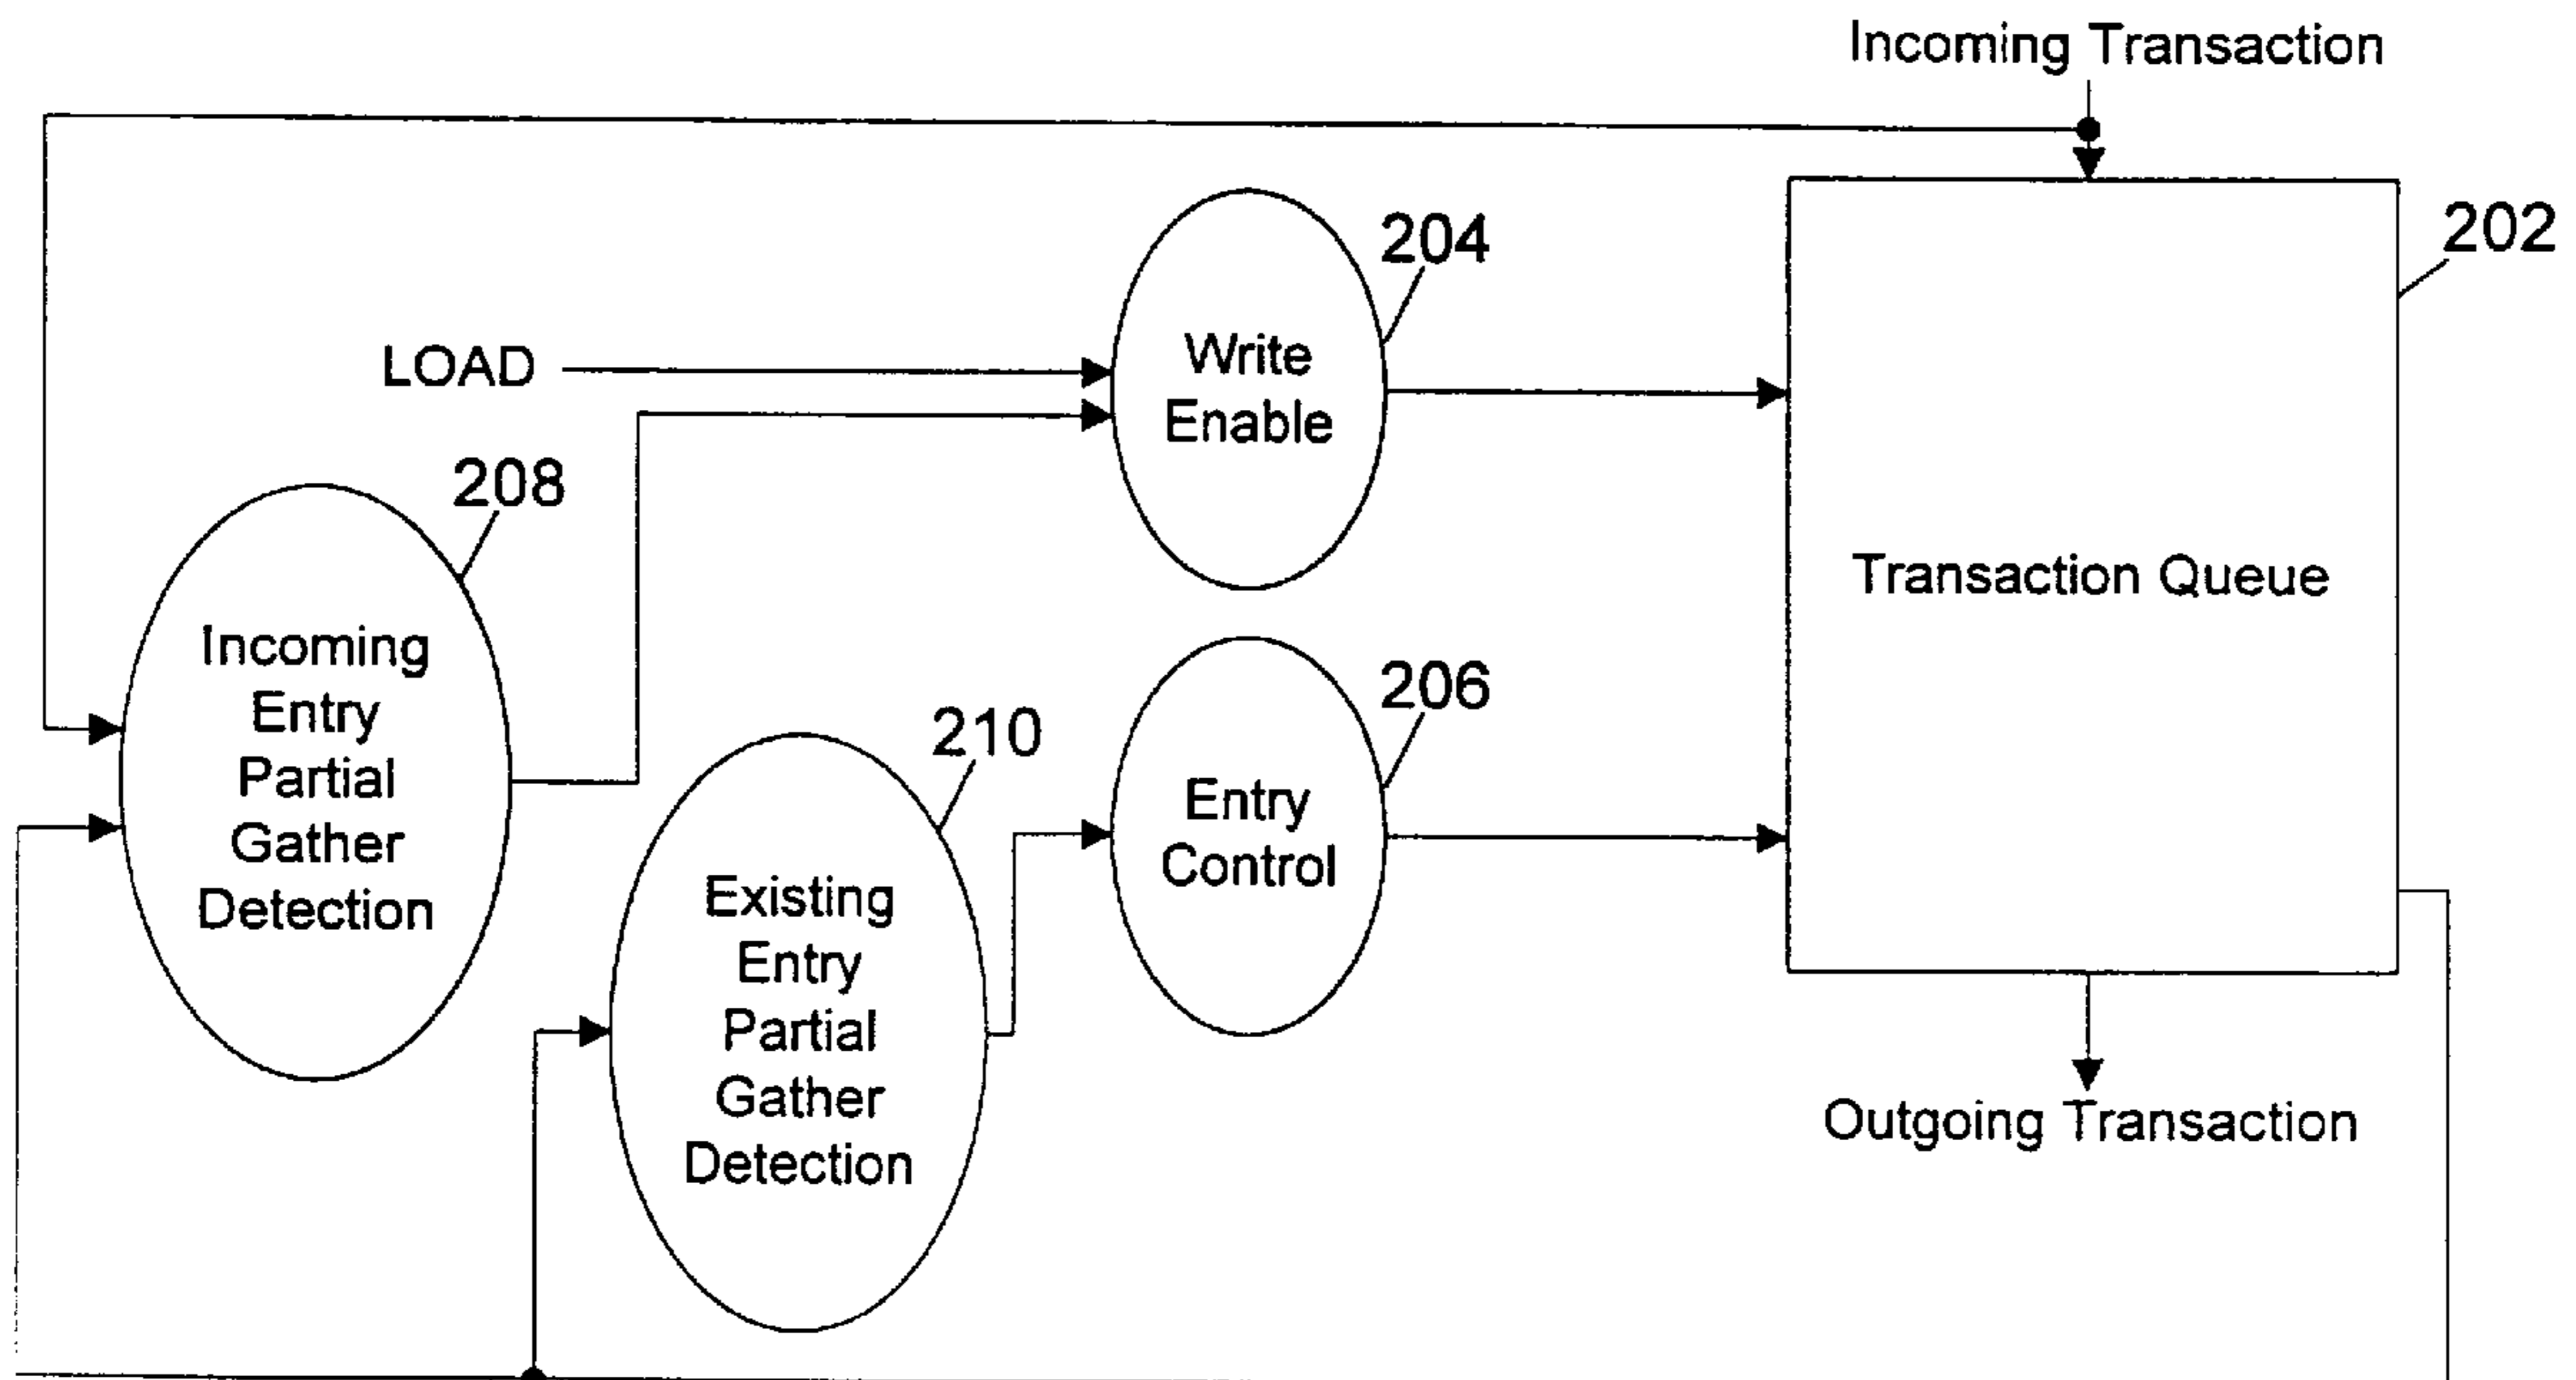 Incoming Transaction
202
204
LOAD
Write
Enable
208
Transaction Queue
Incoming
Entry
Partial
Gather
Detection
206
210
Entry
Control
Existing
Entry
Partial
Gather
Detection
Outgoing Transaction